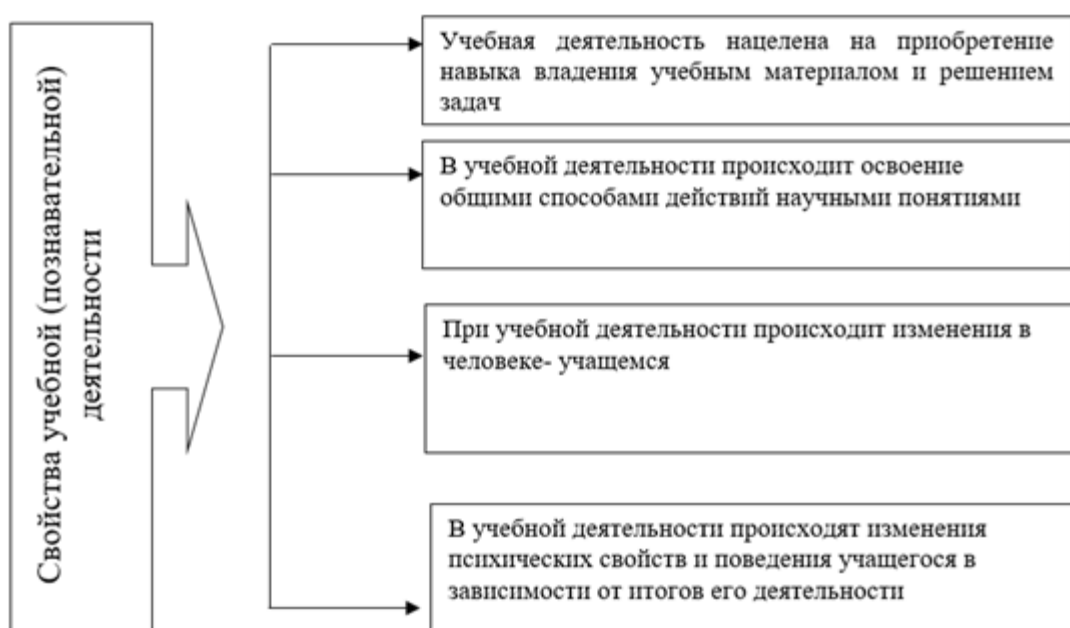 Свойства учебной (познавательной)
деятельности
Учебная деятельность нацелена на приобретение
навыка владения учебным материалом и решением
задач
В учебной деятельности происходит освоение
общими способами действий научными понятиями
При учебной деятельности происходит изменения в
человеке- учащемся
В учебной деятельности происходят изменения
психических свойств и поведения учащегося в
зависимости от итогов его деятельности